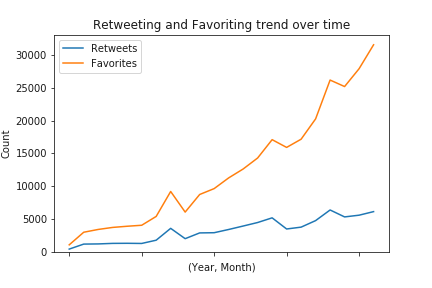 Retweeting and Favoriting trend over time
Retweets
Favorites
30000
25000
20000
15000
10000
5000
0
Count
(Year, Month)